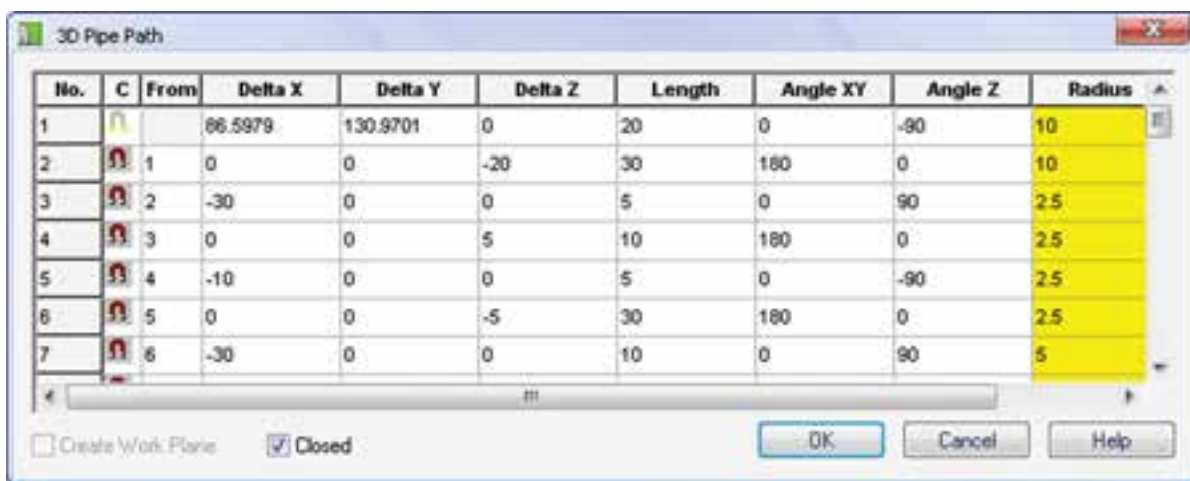 3D Pipe Path
No. C From Delta X Delta Y Delta Z Length Angle XY Angle Z Radius
1 86.5979 130.9701 0 20 0 -90 10
2 1 0 0 -20 30 180 0 10
3 2 -30 0 0 5 0 90 2.5
4 3 0 0 5 10 180 0 2.5
5 4 -10 0 0 5 0 -90 2.5
6 5 0 0 -5 30 180 0 2.5
7 6 -30 0 0 10 0 90 5
Create Work Plane Closed OK Cancel Help